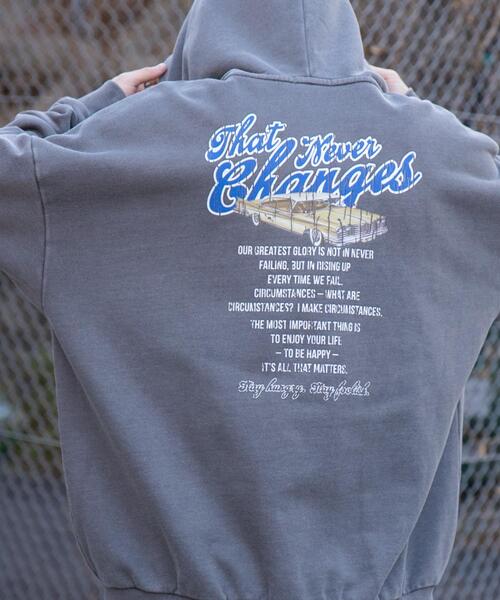 That Never
Changes
OUR GREATEST GLORY IS NOT IN NEVER
FAILING, BUT IN RISING UP
EVERY TIME WE FAIL.
CIRCUMSTANCES – WHAT ARE
CIRCUMSTANCES? I MAKE CIRCUMSTANCES.
THE MOST IMPORTANT THING IS
TO ENJOY YOUR LIFE
– TO BE HAPPY –
IT'S ALL THAT MATTERS.
Stay hungry. Stay foolish.